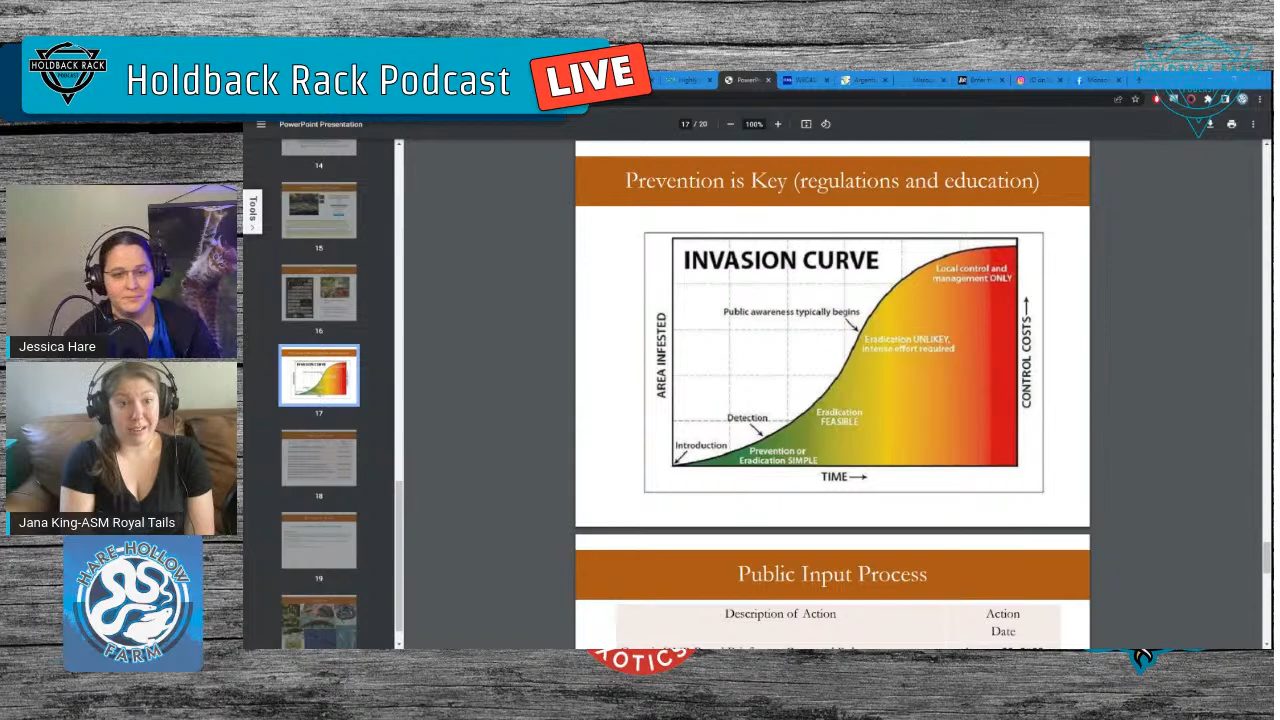 HOLDBACK RACK
PODCAST
Holdback Rack Podcast
LIVE
PowerPoint Presentation
17 / 20
100%
Tools
14
15
16
17
18
19
Prevention is Key (regulations and education)
INVASION CURVE
Local control and
management ONLY
Public awareness typically begins
Eradication UNLIKEY,
intense effort required
AREA INFESTED
CONTROL COSTS
Detection
Eradication
FEASIBLE
Introduction
Prevention or
Eradication SIMPLE
TIME
Public Input Process
Description of Action
Action
Date
Jessica Hare
Jana King-ASM Royal Tails
HARE HOLLOW
FARM
XOTICS